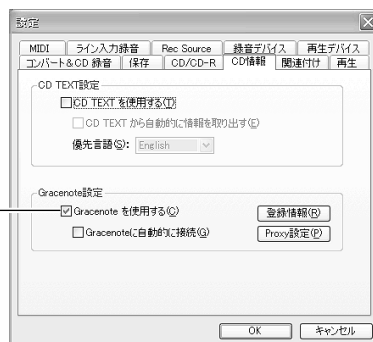 設定
MIDI ライン入力録音 Rec Source 録音デバイス 再生デバイス
コンバート&CD 録音 保存 CD/CD-R CD情報 関連付け 再生
CD TEXT設定
CD TEXT を使用する(T)
CD TEXT から自動的に情報を取り出す(E)
優先言語(S): English
Gracenote設定
Gracenote を使用する(C) 登録情報(R)
Gracenoteに自動的に接続(G) Proxy設定(P)
OK キャンセル